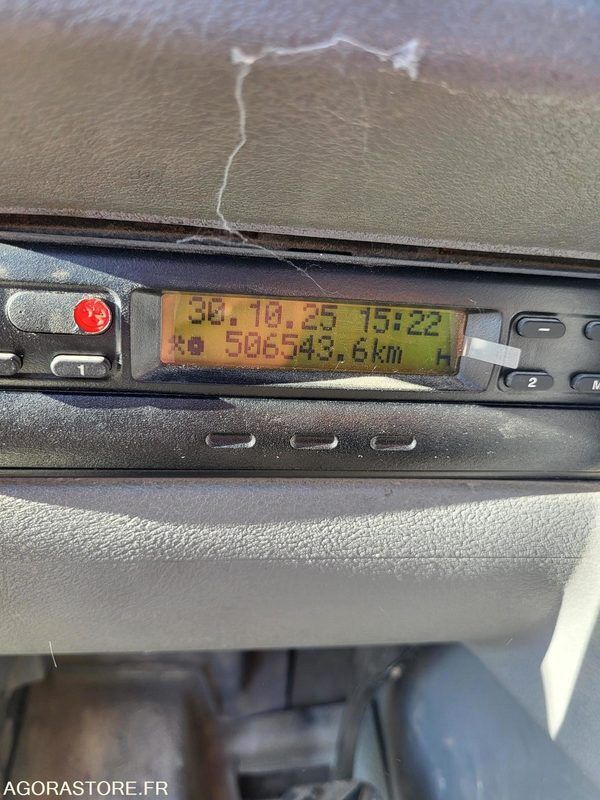 30.10.25 15:22
506543.6km H
1
2
M
AGORASTORE.FR